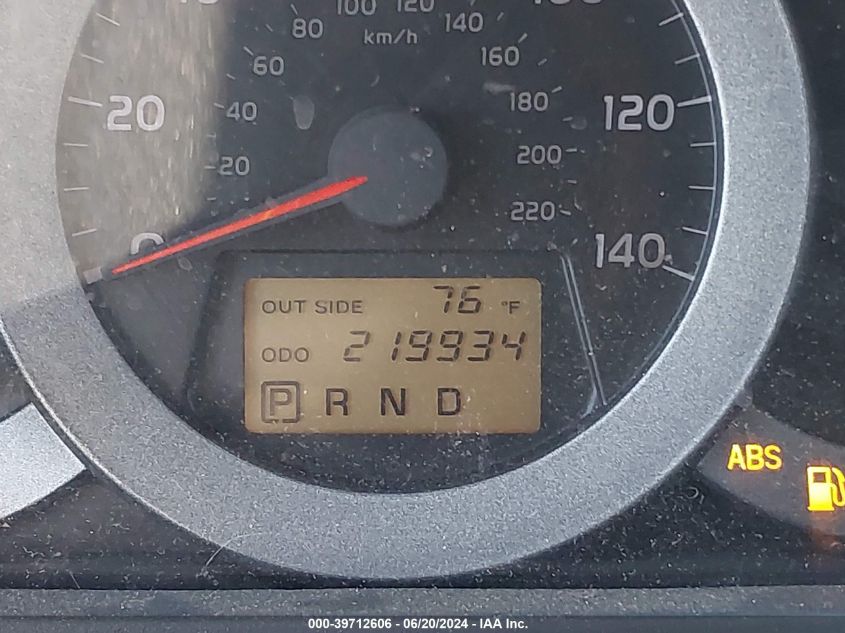 100 120
80 140
km/h
60 160
20 40 180 120
20 200
0 220 140
OUT SIDE 76 °F
ODO 219934
P R N D
ABS
000-39712606 - 06/20/2024 - IAA Inc.